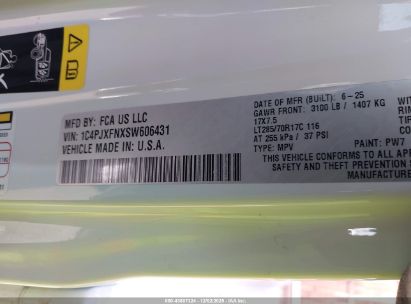 MFD BY: FCA US LLC
VIN: 1C4PJXFNXSW606431
VEHICLE MADE IN: U.S.A.
DATE OF MFR (BUILT): 6-25
GAWR FRONT: 3100 LB / 1407 KG
17X7.5
LT285/70R17C 116
AT 255 kPa / 37 PSI
TYPE: MPV
PAINT: PW7
THIS VEHICLE CONFORMS TO ALL APP
SAFETY AND THEFT PREVENTION S
MANUFACTURE
WIT